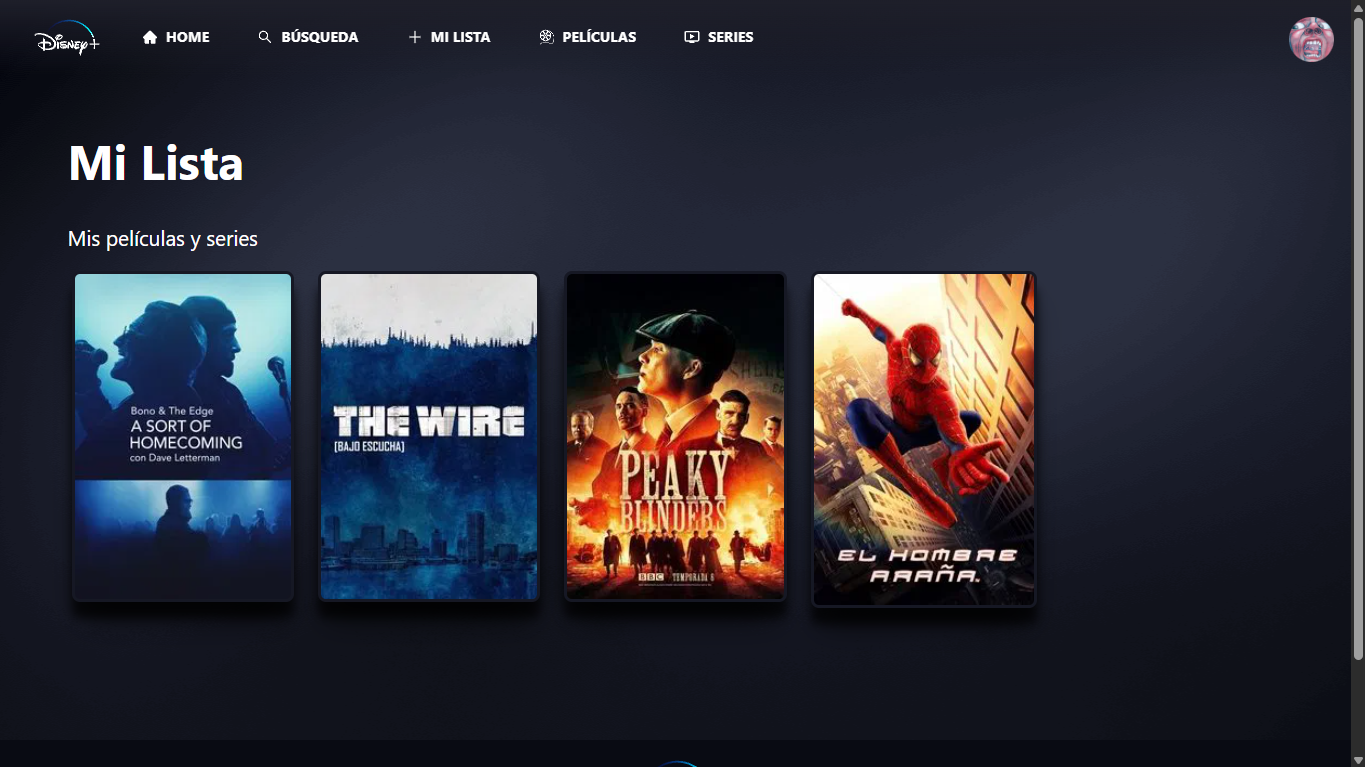 Disney+
HOME
BÚSQUEDA
MI LISTA
PELÍCULAS
SERIES
Mi Lista
Mis películas y series
Bono & The Edge
A SORT OF
HOMECOMING
con Dave Letterman
THE WIRE
[BAJO ESCUCHA]
SHELB
PEAKY
BLINDERS
BBC TEMPORADA 6
EL HOMBRE
ARAÑA.